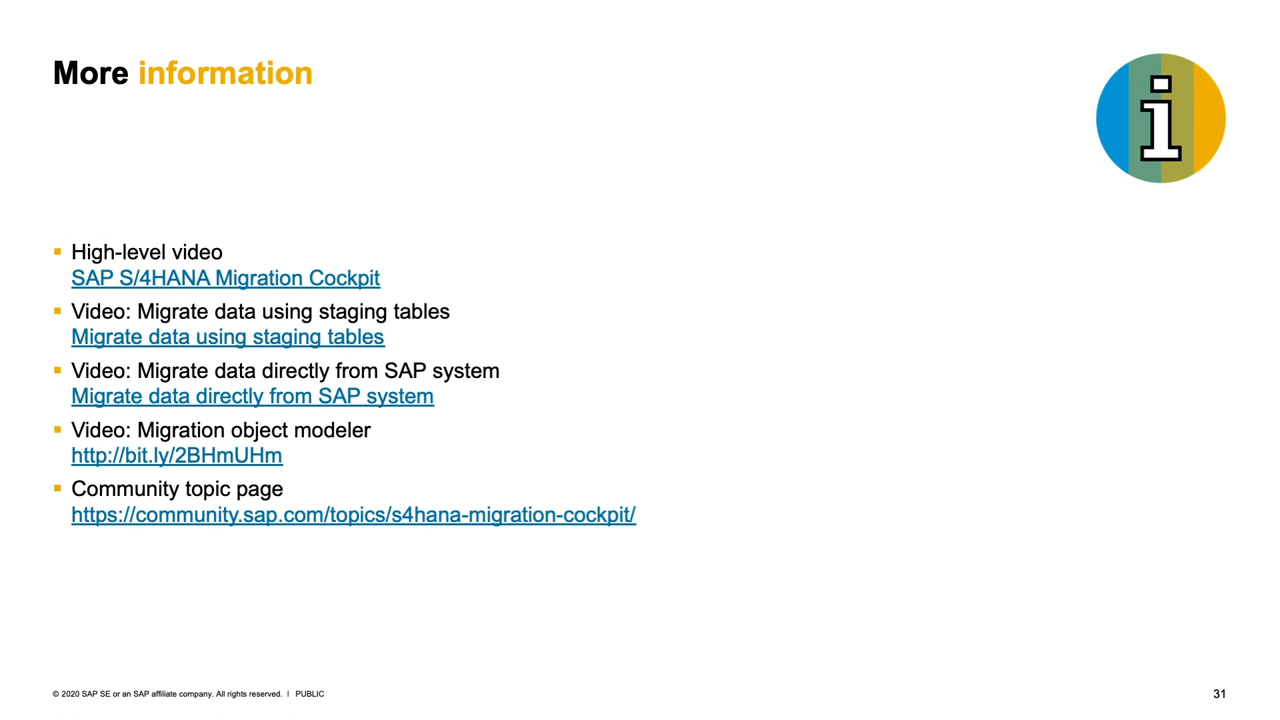 More information
i
▪ High-level video
SAP S/4HANA Migration Cockpit
▪ Video: Migrate data using staging tables
Migrate data using staging tables
▪ Video: Migrate data directly from SAP system
Migrate data directly from SAP system
▪ Video: Migration object modeler
http://bit.ly/2BHmUHm
▪ Community topic page
https://community.sap.com/topics/s4hana-migration-cockpit/
© 2020 SAP SE or an SAP affiliate company. All rights reserved. | PUBLIC
31